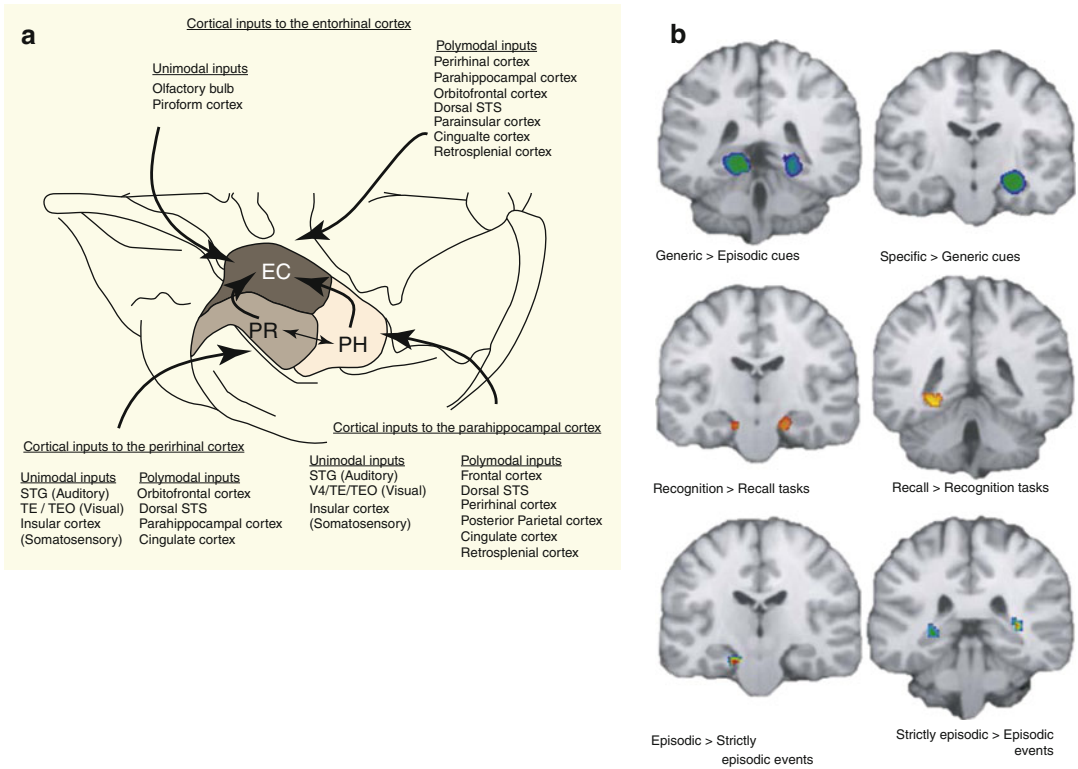 a
Cortical inputs to the entorhinal cortex
Unimodal inputs
Olfactory bulb
Piroform cortex
Polymodal inputs
Perirhinal cortex
Parahippocampal cortex
Orbitofrontal cortex
Dorsal STS
Parainsular cortex
Cingualte cortex
Retrosplenial cortex
EC
PR
PH
Cortical inputs to the perirhinal cortex
Unimodal inputs
STG (Auditory)
TE / TEO (Visual)
Insular cortex
(Somatosensory)
Polymodal inputs
Orbitofrontal cortex
Dorsal STS
Parahippocampal cortex
Cingulate cortex
Cortical inputs to the parahippocampal cortex
Unimodal inputs
STG (Auditory)
V4/TE/TEO (Visual)
Insular cortex
(Somatosensory)
Polymodal inputs
Frontal cortex
Dorsal STS
Perirhinal cortex
Posterior Parietal cortex
Cingulate cortex
Retrosplenial cortex
b
Generic > Episodic cues
Specific > Generic cues
Recognition > Recall tasks
Recall > Recognition tasks
Episodic > Strictly
episodic events
Strictly episodic > Episodic
events